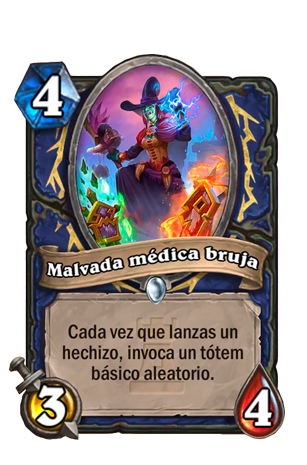 4
Malvada médica bruja
Cada vez que lanzas un
hechizo, invoca un tótem
básico aleatorio.
3
4